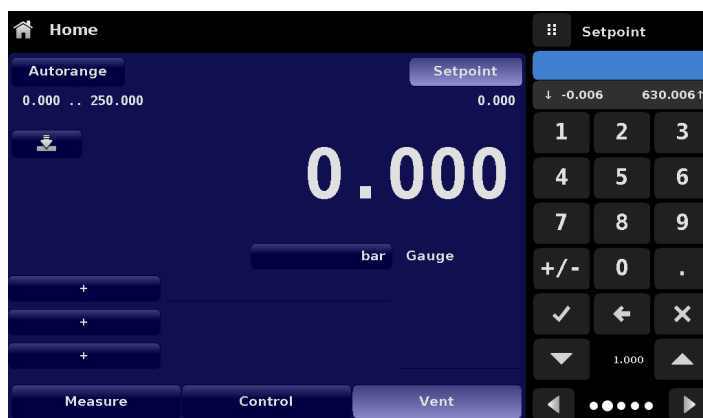 Home
Setpoint
Autorange
Setpoint
0.000 .. 250.000
0.000
↓ -0.006 630.006↑
0.000
1 2 3
4 5 6
7 8 9
bar Gauge
+/- 0 .
+
+
+
1.000
Measure Control Vent